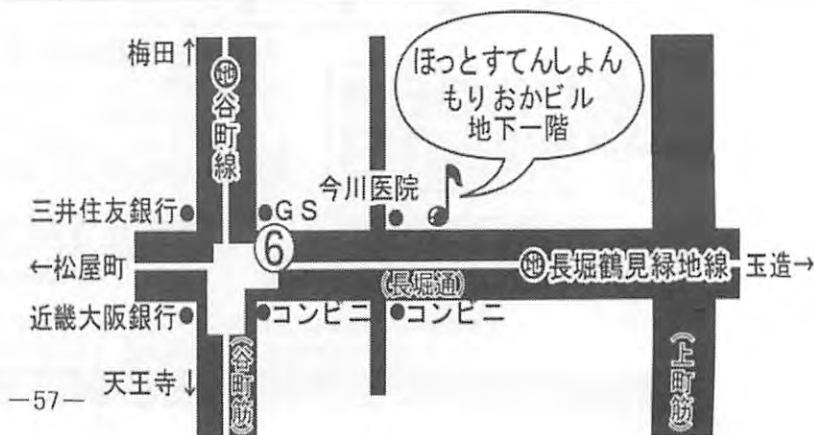 梅田↑
㊥谷町線
ほっとすてんしょん
もりおかビル
地下一階
今川医院
三井住友銀行●
●GS
⑥
←松屋町
㊥長堀鶴見緑地線
玉造→
(長堀通)
近畿大阪銀行●
●コンビニ
●コンビニ
天王寺↓
(谷町筋)
(上町筋)
—57—